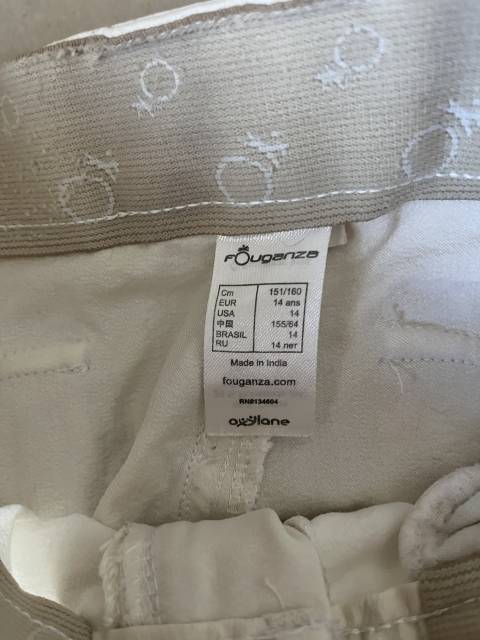 FOuganza
Cm 151/160
EUR 14 ans
USA 14
中国 155/64
BRASIL 14
RU 14 лет
Made in India
fouganza.com
oxylane